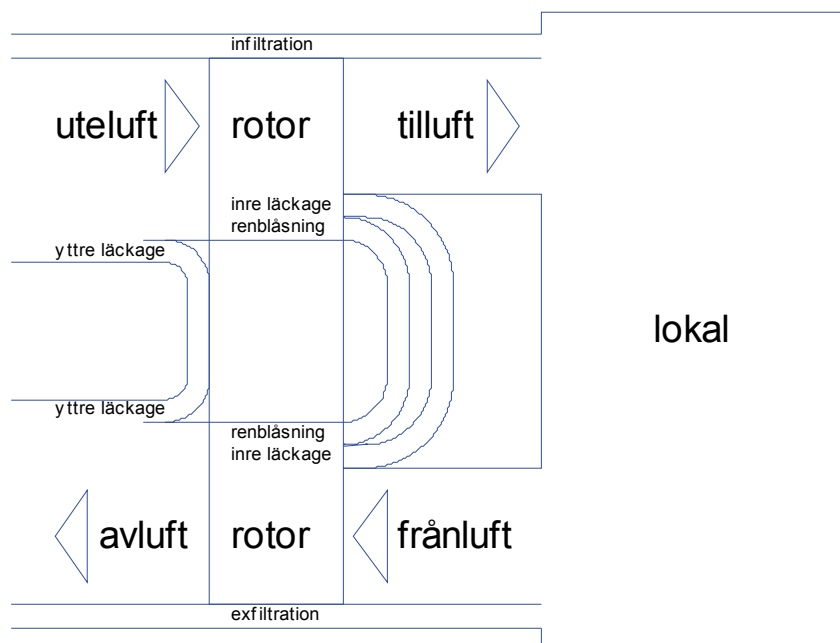 infiltration
uteluft rotor tilluft
inre läckage
renblåsning
yttre läckage
lokal
yttre läckage
renblåsning
inre läckage
avluft rotor frånluft
exfiltration